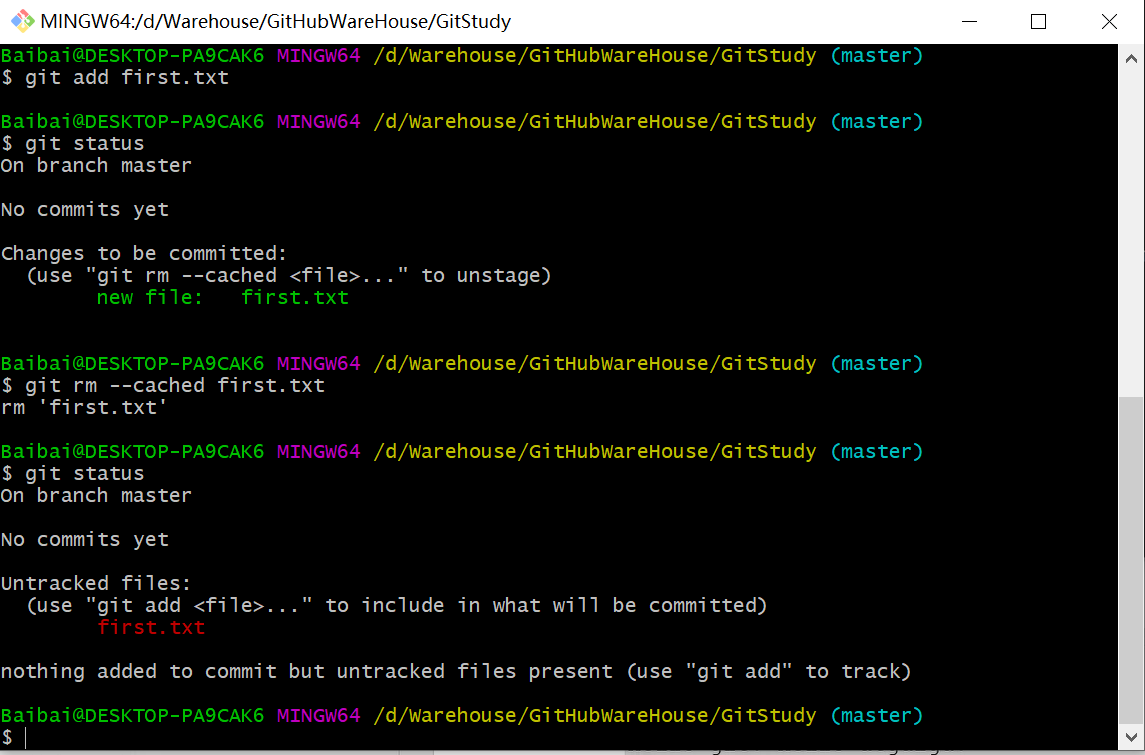 MINGW64:/d/Warehouse/GitHubWareHouse/GitStudy
Baibai@DESKTOP-PA9CAK6 MINGW64 /d/Warehouse/GitHubWareHouse/GitStudy (master)
$ git add first.txt
Baibai@DESKTOP-PA9CAK6 MINGW64 /d/Warehouse/GitHubWareHouse/GitStudy (master)
$ git status
On branch master
No commits yet
Changes to be committed:
  (use "git rm --cached <file>..." to unstage)
        new file:   first.txt
Baibai@DESKTOP-PA9CAK6 MINGW64 /d/Warehouse/GitHubWareHouse/GitStudy (master)
$ git rm --cached first.txt
rm 'first.txt'
Baibai@DESKTOP-PA9CAK6 MINGW64 /d/Warehouse/GitHubWareHouse/GitStudy (master)
$ git status
On branch master
No commits yet
Untracked files:
  (use "git add <file>..." to include in what will be committed)
        first.txt
nothing added to commit but untracked files present (use "git add" to track)
Baibai@DESKTOP-PA9CAK6 MINGW64 /d/Warehouse/GitHubWareHouse/GitStudy (master)
$